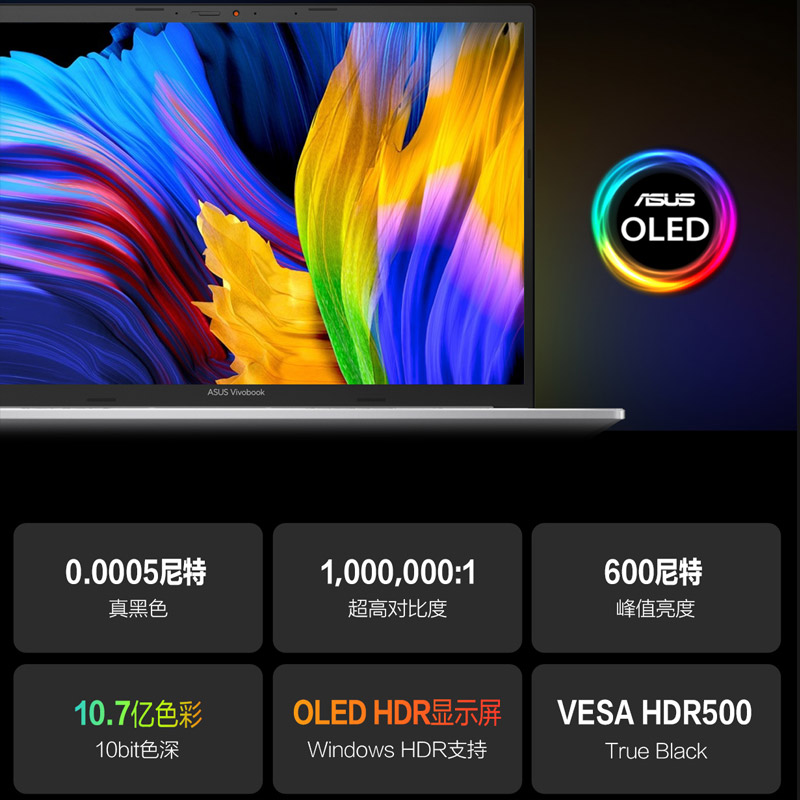 ASUS
OLED
ASUS Vivobook
0.0005尼特
真黑色
1,000,000:1
超高对比度
600尼特
峰值亮度
10.7亿色彩
10bit色深
OLED HDR显示屏
Windows HDR支持
VESA HDR500
True Black